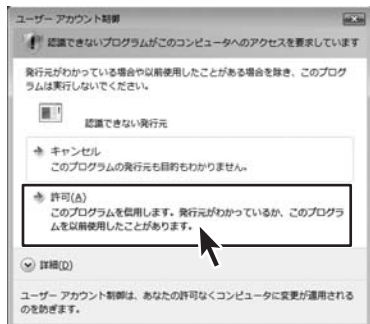 ユーザー アカウント制御
認識できないプログラムがこのコンピュータへのアクセスを要求しています
発行元がわかっている場合や以前使用したことがある場合を除き、このプログ
ラムは実行しないでください。
認識できない発行元
キャンセル
このプログラムの発行元も目的もわかりません。
許可(A)
このプログラムを信用します。発行元がわかっているか、このプログラ
ムを以前使用したことがあります。
詳細(D)
ユーザー アカウント制御は、あなたの許可なくコンピュータに変更が適用される
のを防ぎます。